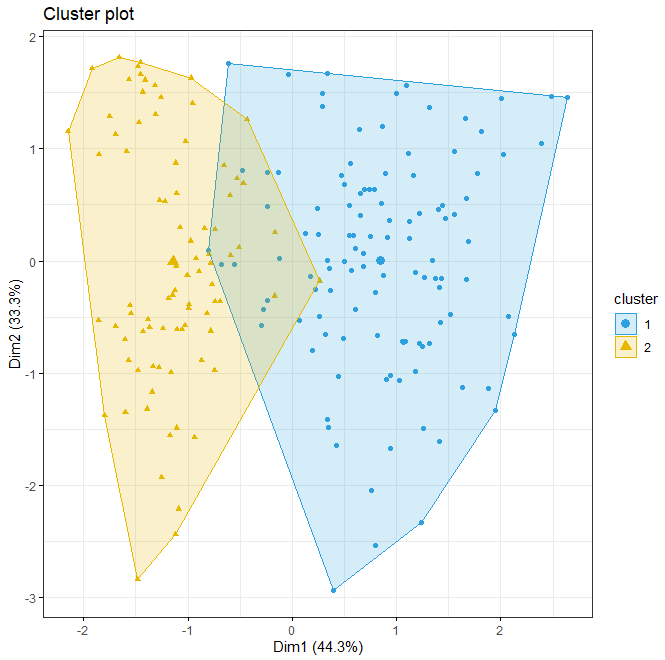 Cluster plot
2
1
0
-1
-2
-3
Dim2 (33.3%)
-2 -1 0 1 2
Dim1 (44.3%)
cluster
1
2